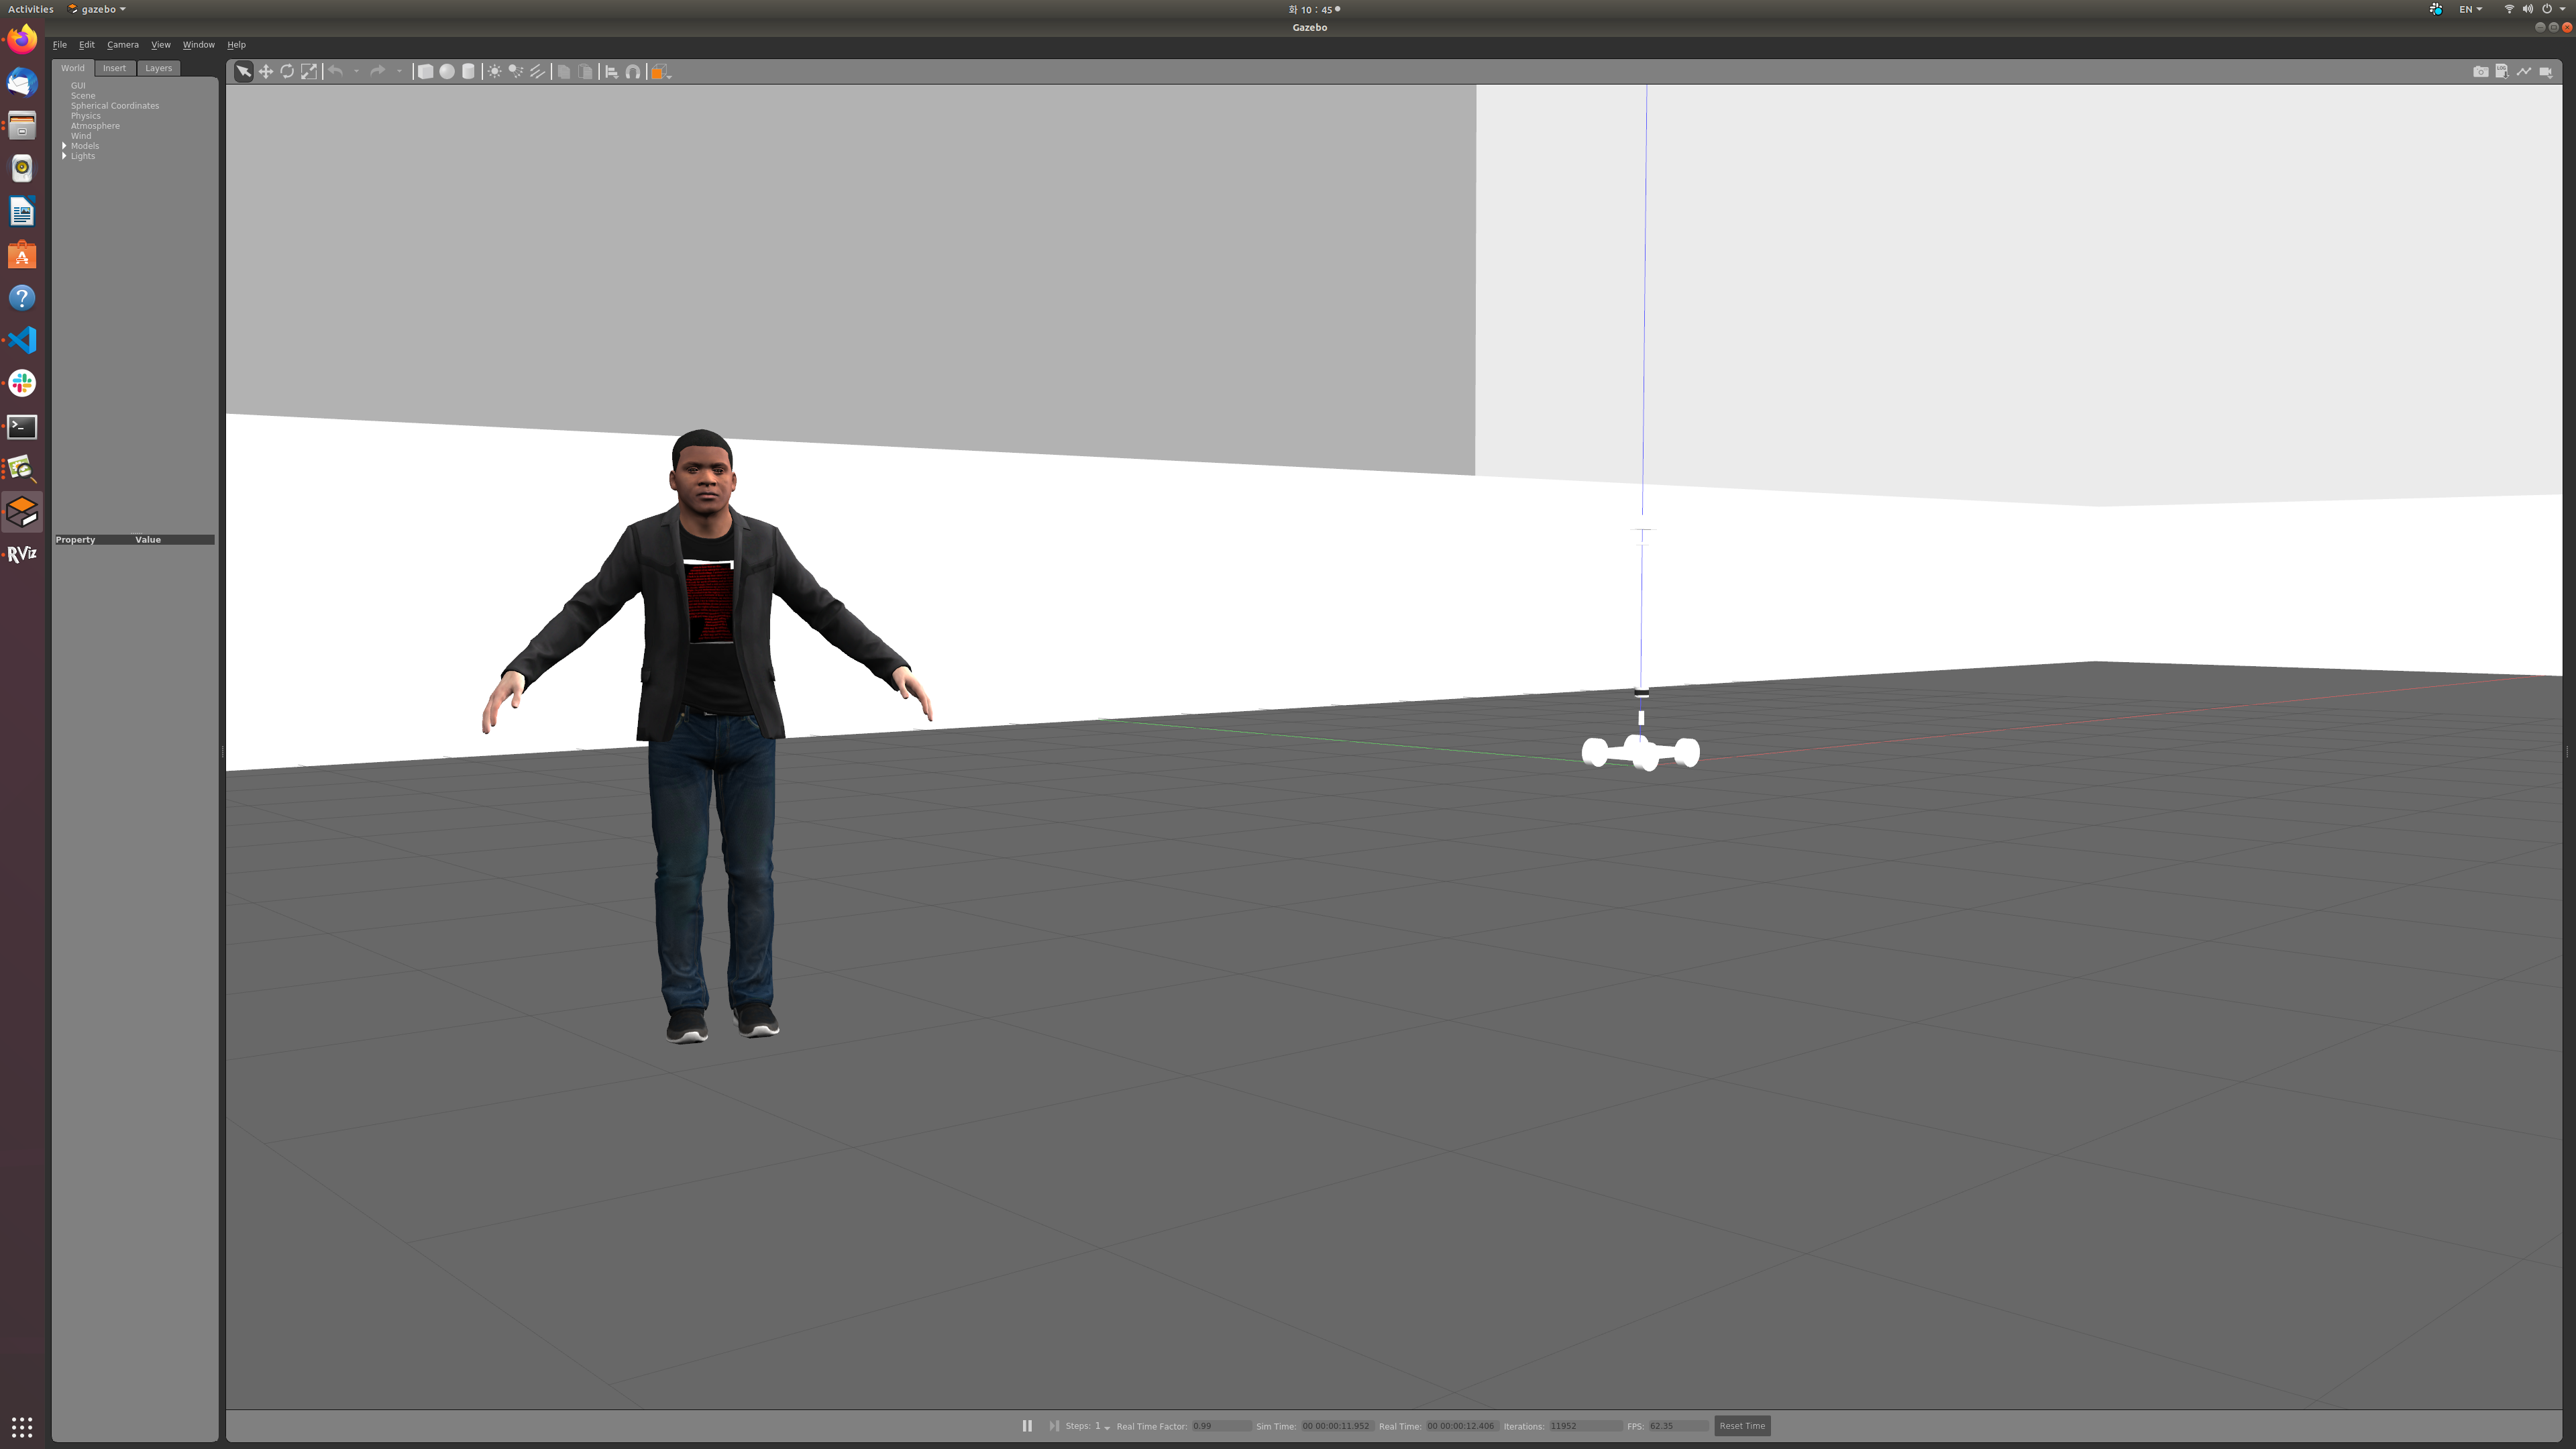 Activities gazebo 화 10 : 45 EN
Gazebo
File Edit Camera View Window Help
World Insert Layers
GUI
Scene
Spherical Coordinates
Physics
Atmosphere
Wind
Models
Lights
Property Value
RViz
Steps: 1 Real Time Factor: 0.99 Sim Time: 00 00:00:11.952 Real Time: 00 00:00:12.406 Iterations: 11952 FPS: 62.35 Reset Time